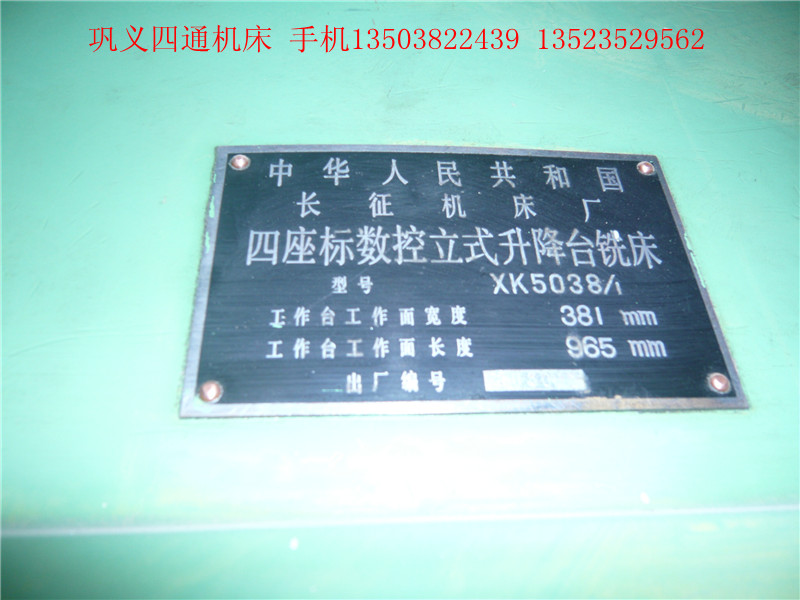 巩义四通机床 手机13503822439 13523529562
中华人民共和国
长征机床厂
四座标数控立式升降台铣床
型号 XK5038/1
工作台工作面宽度 381 mm
工作台工作面长度 965 mm
出厂编号